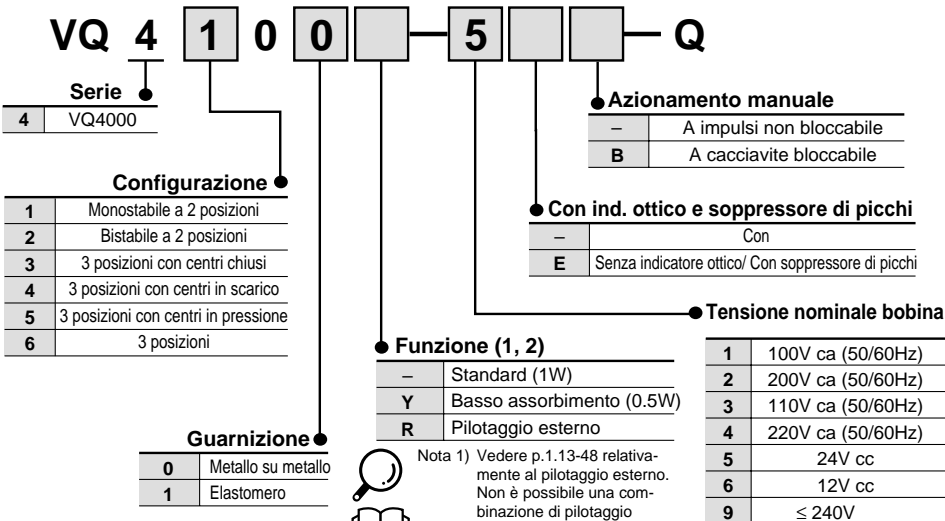 VQ 4 1 0 0 — 5 — Q
Serie
4 VQ4000
Configurazione
1 Monostabile a 2 posizioni
2 Bistabile a 2 posizioni
3 3 posizioni con centri chiusi
4 3 posizioni con centri in scarico
5 3 posizioni con centri in pressione
6 3 posizioni
Guarnizione
0 Metallo su metallo
1 Elastomero
Funzione (1, 2)
– Standard (1W)
Y Basso assorbimento (0.5W)
R Pilotaggio esterno
Nota 1) Vedere p.1.13-48 relativa-
mente al pilotaggio esterno.
Non è possibile una com-
binazione di pilotaggio
Azionamento manuale
– A impulsi non bloccabile
B A cacciavite bloccabile
Con ind. ottico e soppressore di picchi
– Con
E Senza indicatore ottico/ Con soppressore di picchi
Tensione nominale bobina
1 100V ca (50/60Hz)
2 200V ca (50/60Hz)
3 110V ca (50/60Hz)
4 220V ca (50/60Hz)
5 24V cc
6 12V cc
9 ≤ 240V